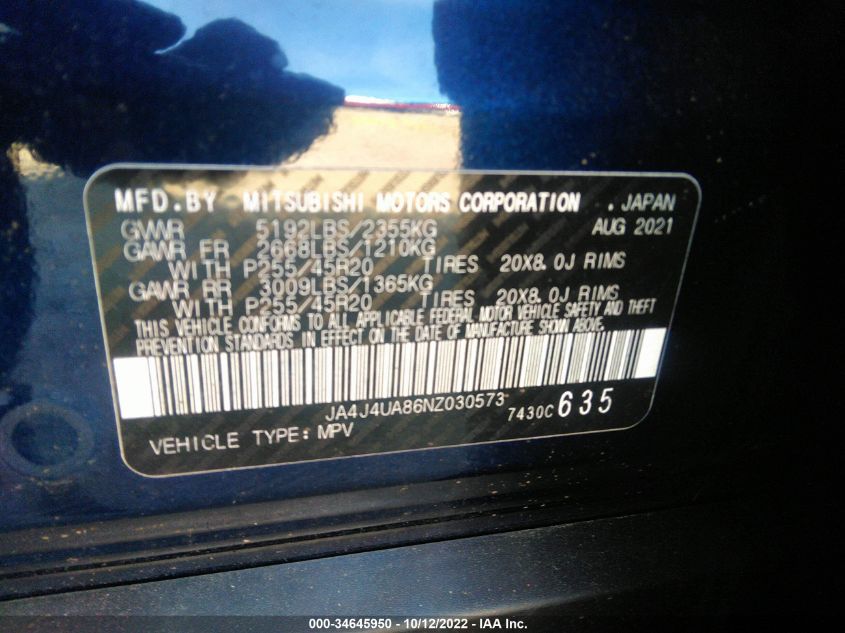 MFD.BY MITSUBISHI MOTORS CORPORATION , JAPAN
GVWR 5192LBS/2355KG AUG 2021
GAWR FR 2668LBS/1210KG
WITH P255/45R20 TIRES 20X8.0J RIMS
GAWR RR 3009LBS/1365KG
WITH P255/45R20 TIRES 20X8.0J RIMS
THIS VEHICLE CONFORMS TO ALL APPLICABLE FEDERAL MOTOR VEHICLE SAFETY AND THEFT
PREVENTION STANDARDS IN EFFECT ON THE DATE OF MANUFACTURE SHOWN ABOVE.
JA4J4UA86NZ030573 7430C 635
VEHICLE TYPE: MPV
000-34645950 - 10/12/2022 - IAA Inc.